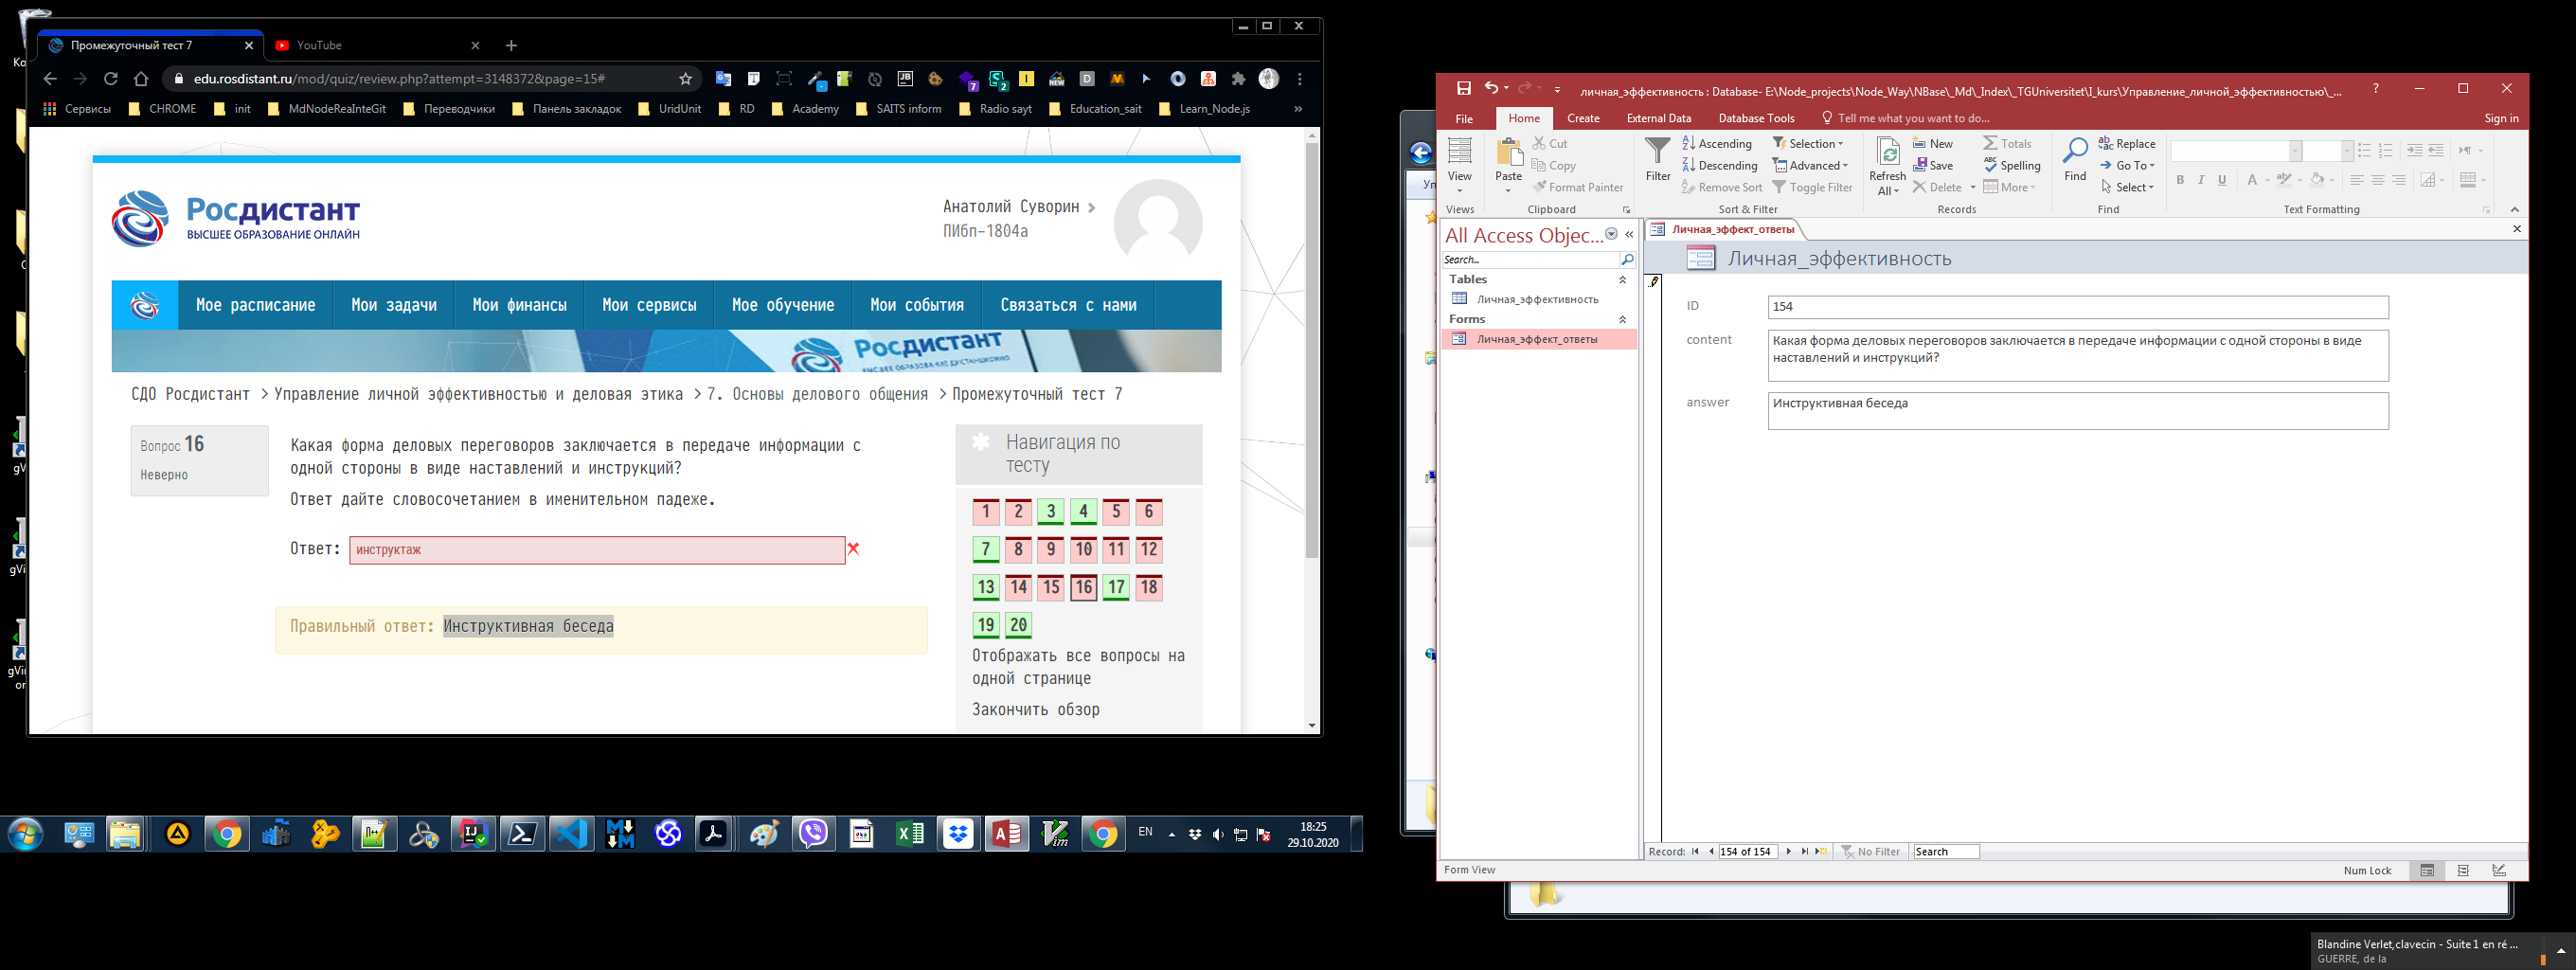 Промежуточный тест 7
YouTube
edu.rosdistant.ru/mod/quiz/review.php?attempt=3148372&page=15#
Сервисы
CHROME
init
MdNodeReaInteGit
Переводчики
Панель закладок
UridUnit
RD
Academy
SAITS inform
Radio sayt
Education_sait
Learn_Node.js
»
Росдистант
ВЫСШЕЕ ОБРАЗОВАНИЕ ОНЛАЙН
Анатолий Суворин
ПИбп-1804а
Мое расписание
Мои задачи
Мои финансы
Мои сервисы
Мое обучение
Мои события
Связаться с нами
Росдистант
СДО Росдистант > Управление личной эффективностью и деловая этика > 7. Основы делового общения > Промежуточный тест 7
Вопрос 16
Неверно
Какая форма деловых переговоров заключается в передаче информации с
одной стороны в виде наставлений и инструкций?
Ответ дайте словосочетанием в именительном падеже.
Ответ: инструктаж
Правильный ответ: Инструктивная беседа
Навигация по
тесту
1 2 3 4 5 6
7 8 9 10 11 12
13 14 15 16 17 18
19 20
Отображать все вопросы на
одной странице
Закончить обзор
EN
18:25
29.10.2020
личная_эффективность : Database- E:\Node_projects\Node_Way\NBase\_Md\_Index\_TGUniversitet\I_kurs\Управление_личной_эффективностью\_...
File
Home
Create
External Data
Database Tools
Tell me what you want to do...
Sign in
View
Views
Paste
Cut
Copy
Format Painter
Clipboard
Filter
Ascending
Descending
Remove Sort
Selection
Advanced
Toggle Filter
Sort & Filter
Refresh
All
New
Save
Delete
Totals
Spelling
More
Records
Find
Replace
Go To
Select
Find
B I U
Text Formatting
All Access Objec...
Search...
Tables
Личная_эффективность
Forms
Личная_эффект_ответы
Личная_эффект_ответы
Личная_эффективность
ID
154
content
Какая форма деловых переговоров заключается в передаче информации с одной стороны в виде
наставлений и инструкций?
answer
Инструктивная беседа
Record: 154 of 154
No Filter
Search
Form View
Num Lock
Blandine Verlet,clavecin - Suite 1 en ré ...
GUERRE, de la